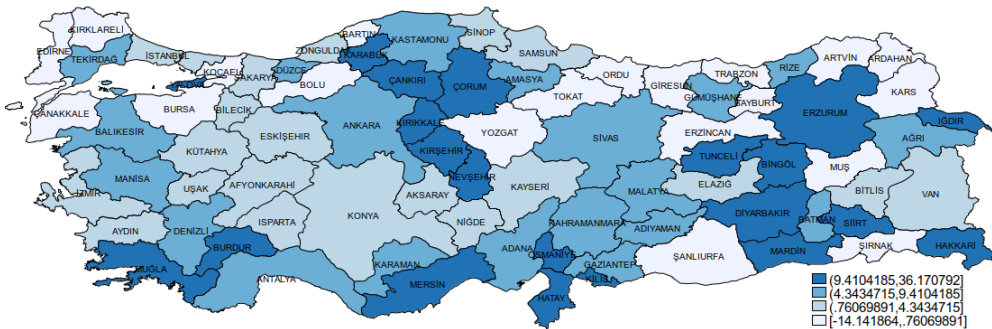 KIRKLARELİ
EDİRNE
TEKİRDAĞ
İSTANBUL
KOCAELİ
YALOVA
SAKARYA
DÜZCE
ZONGULDAK
BARTIN
KARABÜK
KASTAMONU
SİNOP
SAMSUN
BOLU
ÇANKIRI
ÇORUM
AMASYA
ORDU
TOKAT
GİRESUN
TRABZON
GÜMÜŞHANE
BAYBURT
RİZE
ARTVİN
ARDAHAN
KARS
ÇANAKKALE
BURSA
BİLECİK
BALIKESİR
ESKİŞEHİR
KÜTAHYA
ANKARA
KIRIKKALE
YOZGAT
SİVAS
ERZİNCAN
ERZURUM
IĞDIR
AĞRI
MANİSA
UŞAK
AFYONKARAHİ
KIRŞEHİR
NEVŞEHİR
AKSARAY
KAYSERİ
TUNCELİ
BİNGÖL
MUŞ
ELAZIĞ
MALATYA
BİTLİS
VAN
İZMİR
AYDIN
DENİZLİ
ISPARTA
KONYA
NİĞDE
BURDUR
MUĞLA
ANTALYA
KARAMAN
MERSİN
ADANA
KAHRAMANMARA
ADIYAMAN
OSMANİYE
GAZİANTEP
KİLİS
HATAY
ŞANLIURFA
DİYARBAKIR
BATMAN
SİİRT
MARDİN
ŞIRNAK
HAKKARİ
(9.4104185,36.170792]
(4.3434715,9.4104185]
(.76069891,4.3434715]
[-14.141864,.76069891]